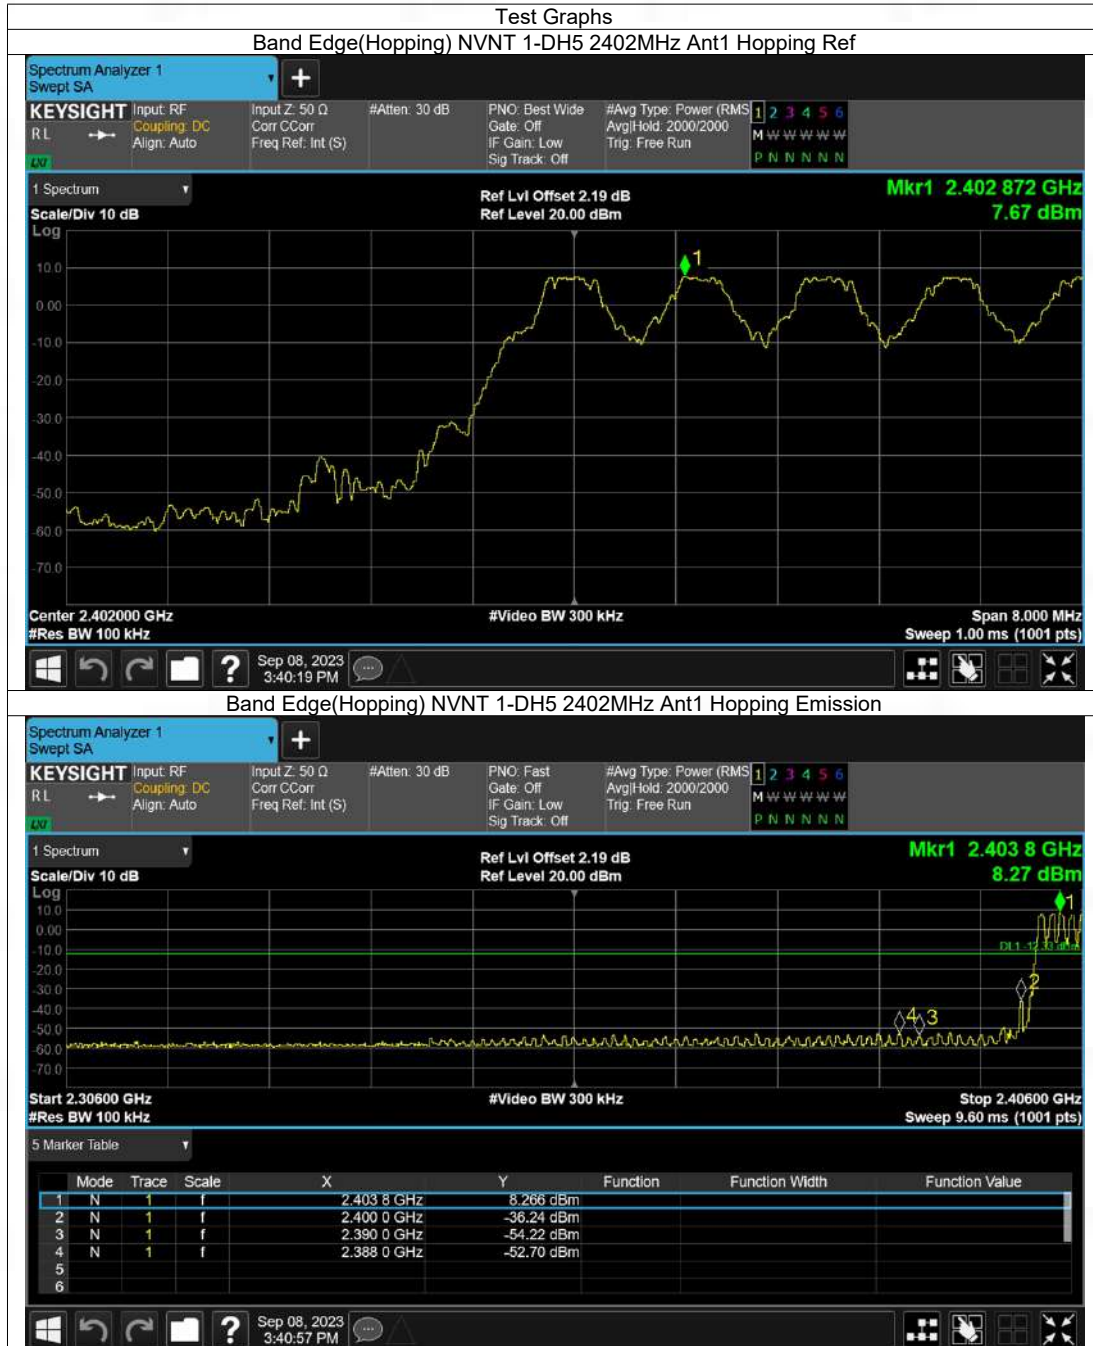 Test Graphs
Band Edge(Hopping) NVNT 1-DH5 2402MHz Ant1 Hopping Ref
Spectrum Analyzer 1
Swept SA
+
KEYSIGHT Input: RF Input Z: 50 Ω #Atten: 30 dB PNO: Best Wide #Avg Type: Power (RMS 1 2 3 4 5 6
RL Coupling: DC Corr CCorr Gate: Off Avg|Hold: 2000/2000 M W W W W W
Align: Auto Freq Ref: Int (S) IF Gain: Low Trig: Free Run
LXI Sig Track: Off P N N N N N
1 Spectrum Ref Lvl Offset 2.19 dB Mkr1 2.402 872 GHz
Scale/Div 10 dB Ref Level 20.00 dBm 7.67 dBm
Log
1
10.0
0.00
-10.0
-20.0
-30.0
-40.0
-50.0
-60.0
-70.0
Center 2.402000 GHz #Video BW 300 kHz Span 8.000 MHz
#Res BW 100 kHz Sweep 1.00 ms (1001 pts)
? Sep 08, 2023
3:40:19 PM
Band Edge(Hopping) NVNT 1-DH5 2402MHz Ant1 Hopping Emission
Spectrum Analyzer 1
Swept SA
+
KEYSIGHT Input: RF Input Z: 50 Ω #Atten: 30 dB PNO: Fast #Avg Type: Power (RMS 1 2 3 4 5 6
RL Coupling: DC Corr CCorr Gate: Off Avg|Hold: 2000/2000 M W W W W W
Align: Auto Freq Ref: Int (S) IF Gain: Low Trig: Free Run
LXI Sig Track: Off P N N N N N
1 Spectrum Ref Lvl Offset 2.19 dB Mkr1 2.403 8 GHz
Scale/Div 10 dB Ref Level 20.00 dBm 8.27 dBm
Log
1
10.0
0.00
-10.0 DL1 -12.33 dBm
-20.0
-30.0 2
-40.0
4 3
-50.0
-60.0
-70.0
Start 2.30600 GHz #Video BW 300 kHz Stop 2.40600 GHz
#Res BW 100 kHz Sweep 9.60 ms (1001 pts)
5 Marker Table
Mode Trace Scale X Y Function Function Width Function Value
1 N 1 f 2.403 8 GHz 8.266 dBm
2 N 1 f 2.400 0 GHz -36.24 dBm
3 N 1 f 2.390 0 GHz -54.22 dBm
4 N 1 f 2.388 0 GHz -52.70 dBm
5
6
? Sep 08, 2023
3:40:57 PM